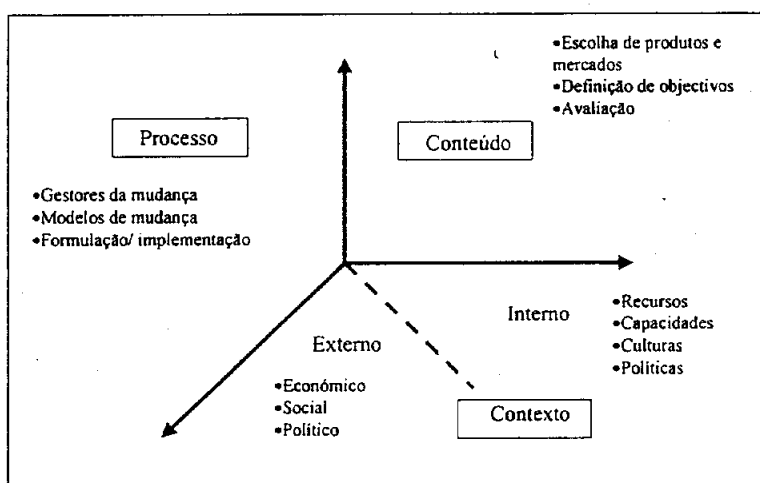 •Escolha de produtos e
mercados
•Definição de objectivos
•Avaliação
Processo
Conteúdo
•Gestores da mudança
•Modelos de mudança
•Formulação/ implementação
Interno
•Recursos
•Capacidades
•Culturas
•Políticas
Externo
•Económico
•Social
•Político
Contexto